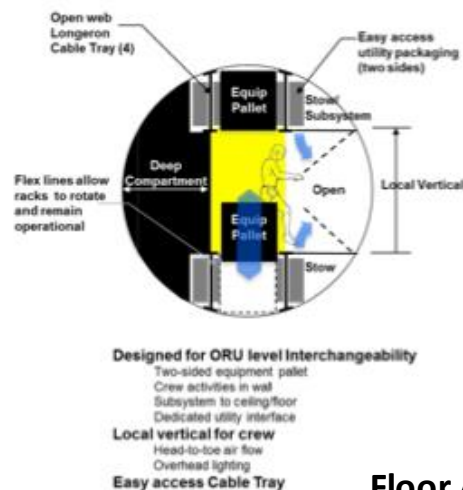 Open web
Longeron
Cable Tray (4)
Easy access
utility packaging
(two sides)
Equip
Pallet
Stow/
Subsystem
Deep
Compartment
Flex lines allow
racks to rotate
and remain
operational
Open
Local Vertical
Equip
Pallet
Stow
Designed for ORU level Interchangeability
Two-sided equipment pallet
Crew activities in wall
Subsystem to ceiling/floor
Dedicated utility interface
Local vertical for crew
Head-to-toe air flow
Overhead lighting
Easy access Cable Tray
Floor